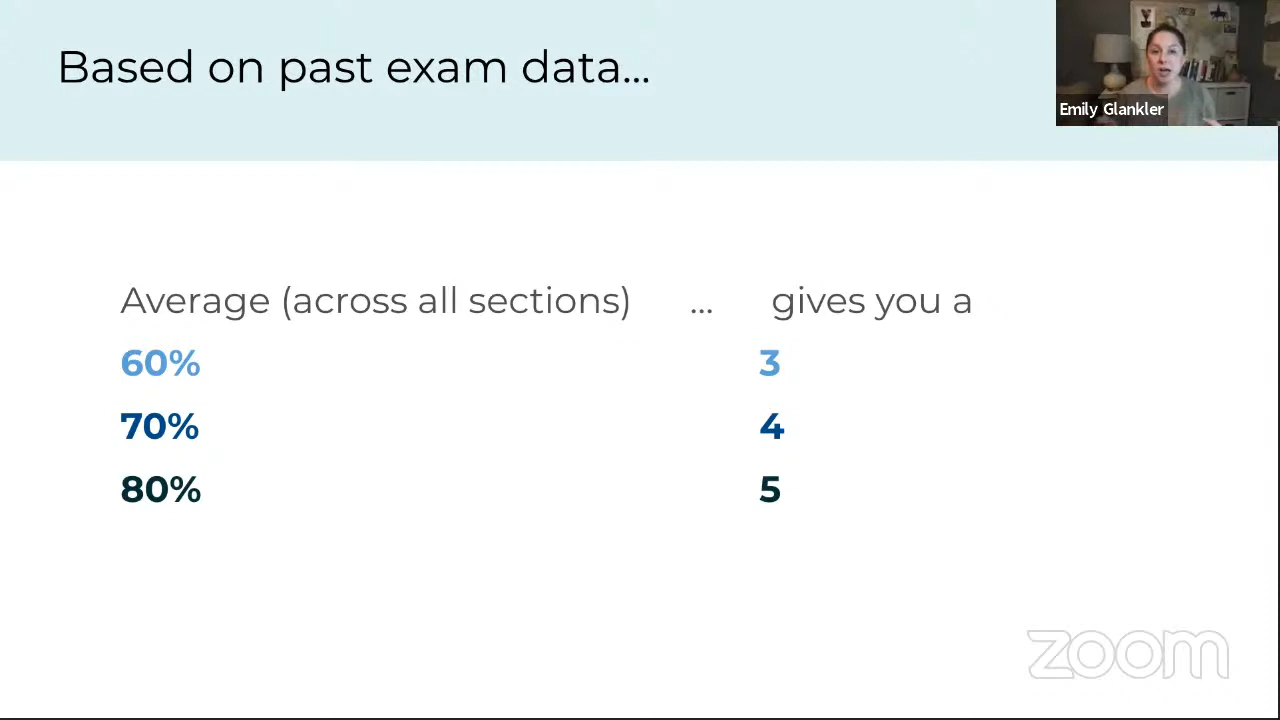 Based on past exam data...
Emily Glankler
Average (across all sections) ... gives you a
60% 3
70% 4
80% 5
zoom